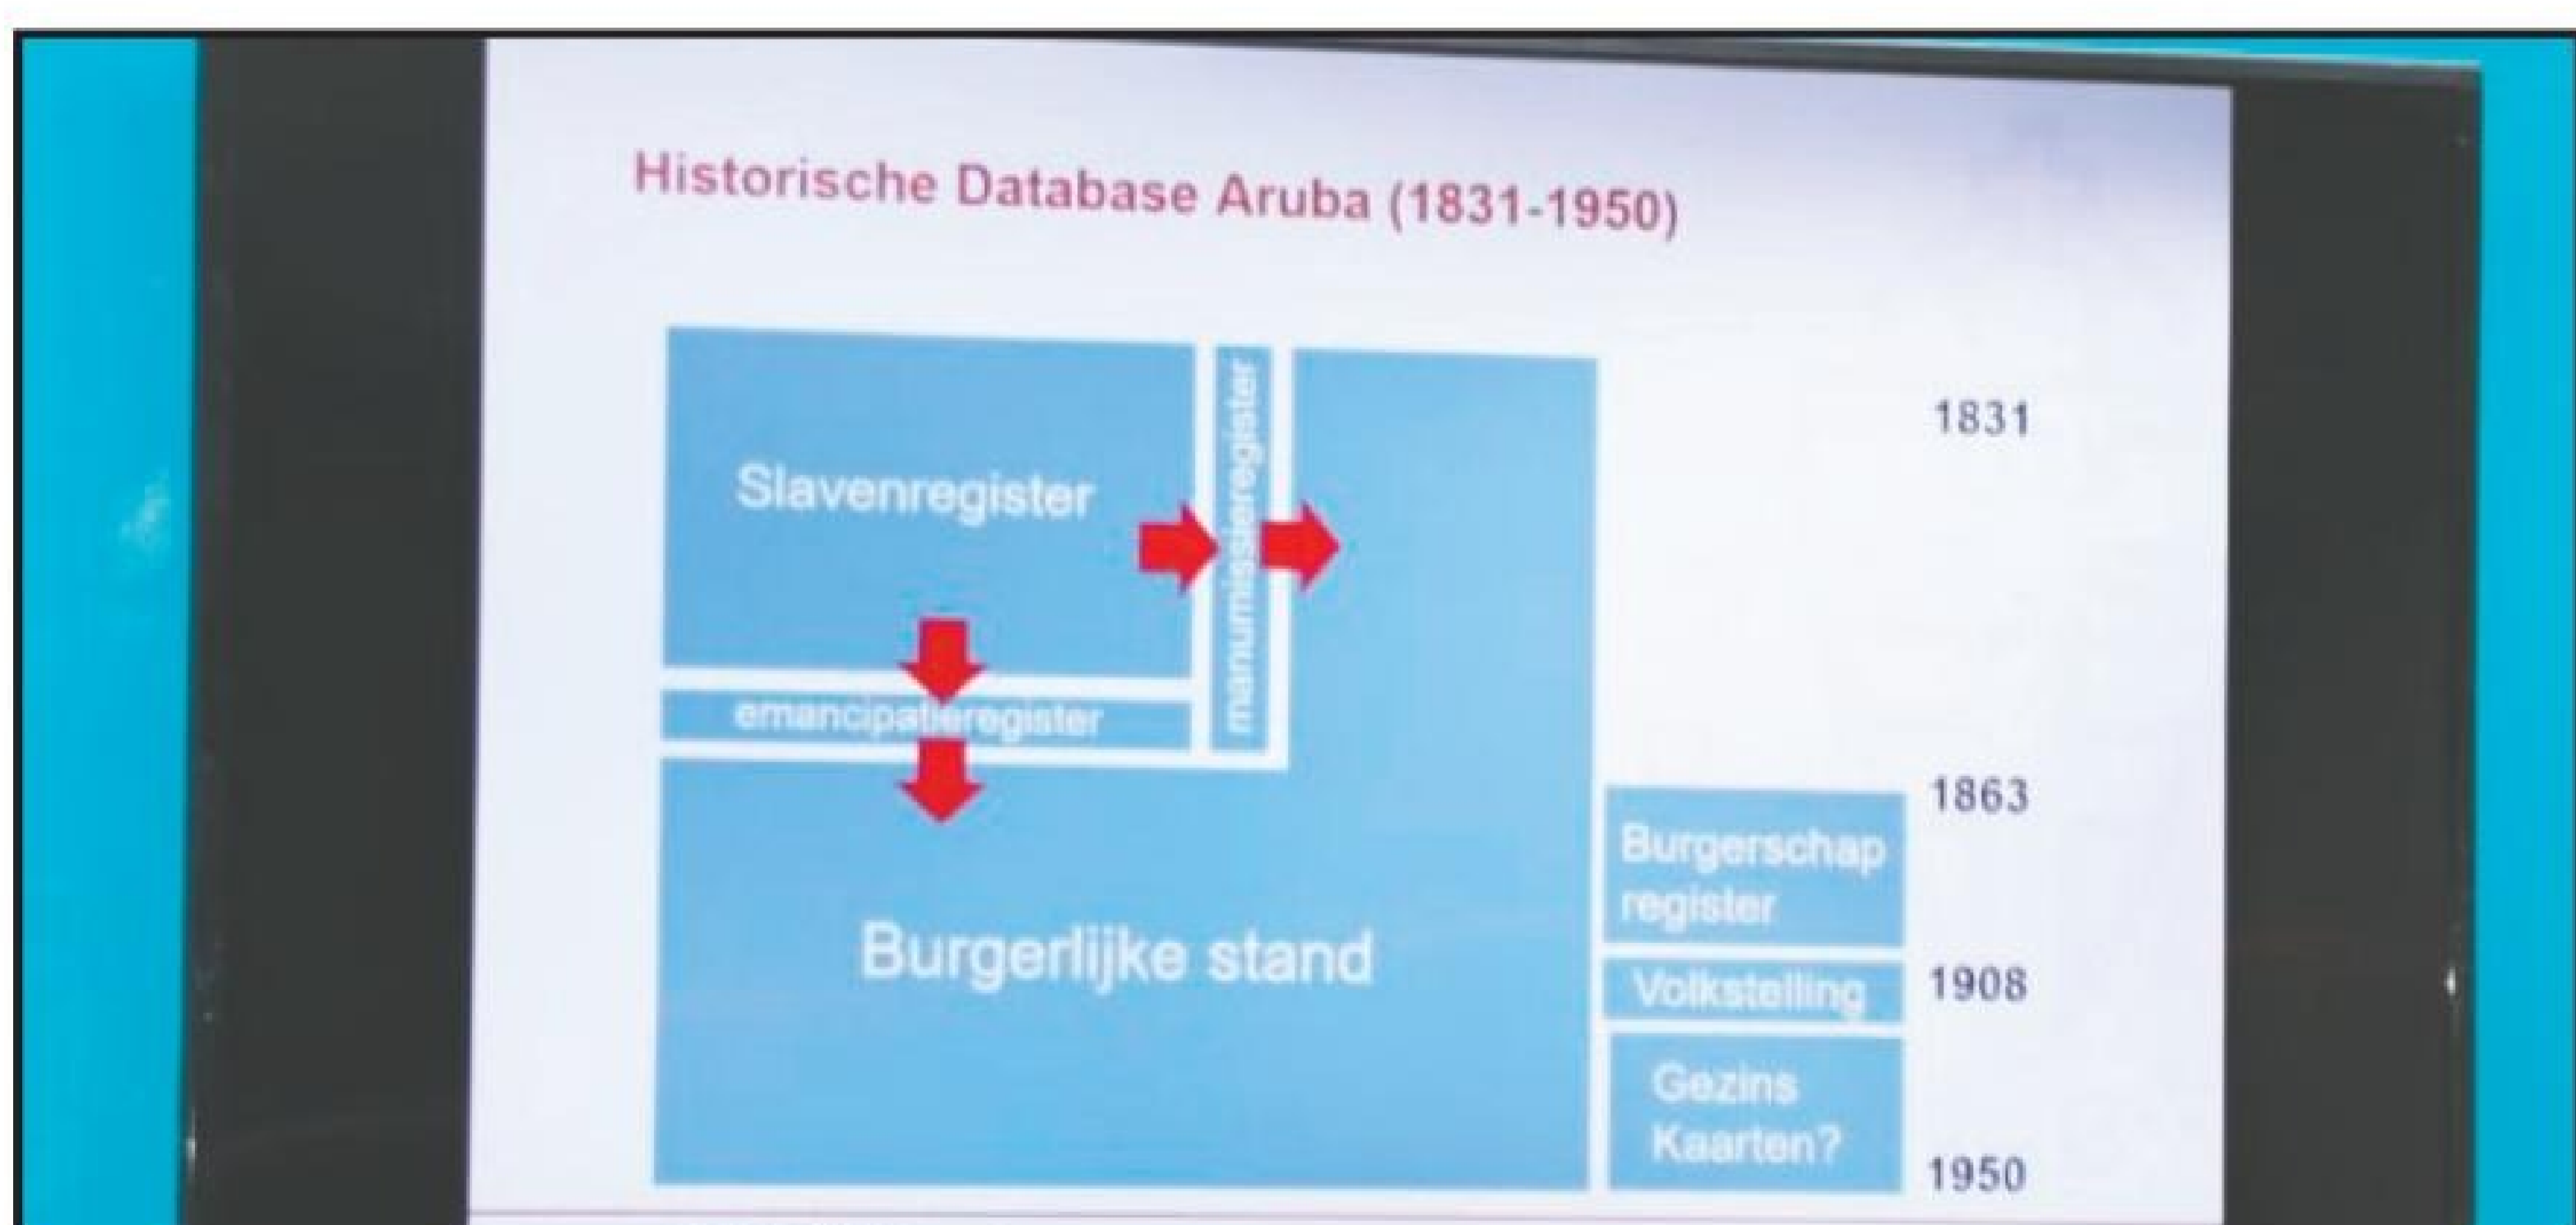 Historische Database Aruba (1831-1950)
Slavenregister
manumissieregister
emancipatieregister
Burgerlijke stand
1831
1863
Burgerschap
register
Volkstelling
1908
Gezins
Kaarten?
1950